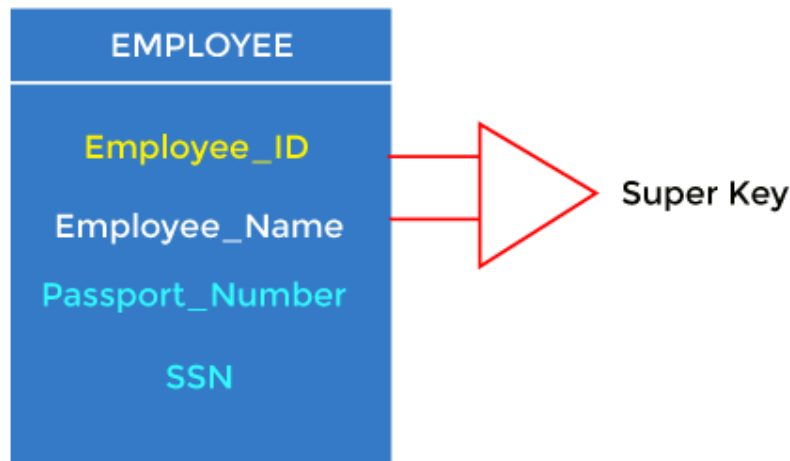 EMPLOYEE
Employee_ID
Employee_Name
Passport_Number
SSN
Super Key